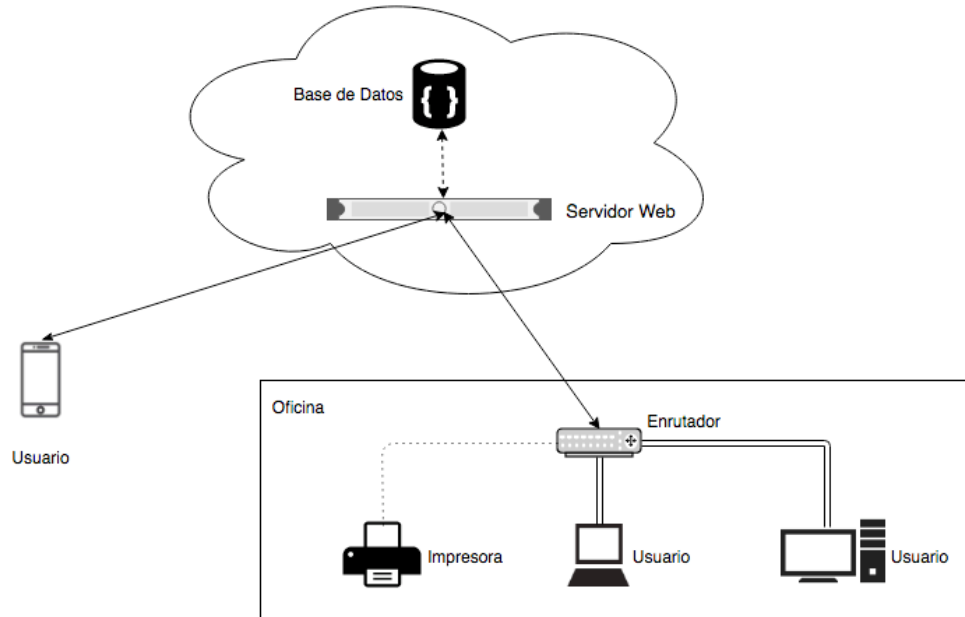 Base de Datos
{ }
Servidor Web
Usuario
Oficina
Enrutador
Impresora
Usuario
Usuario